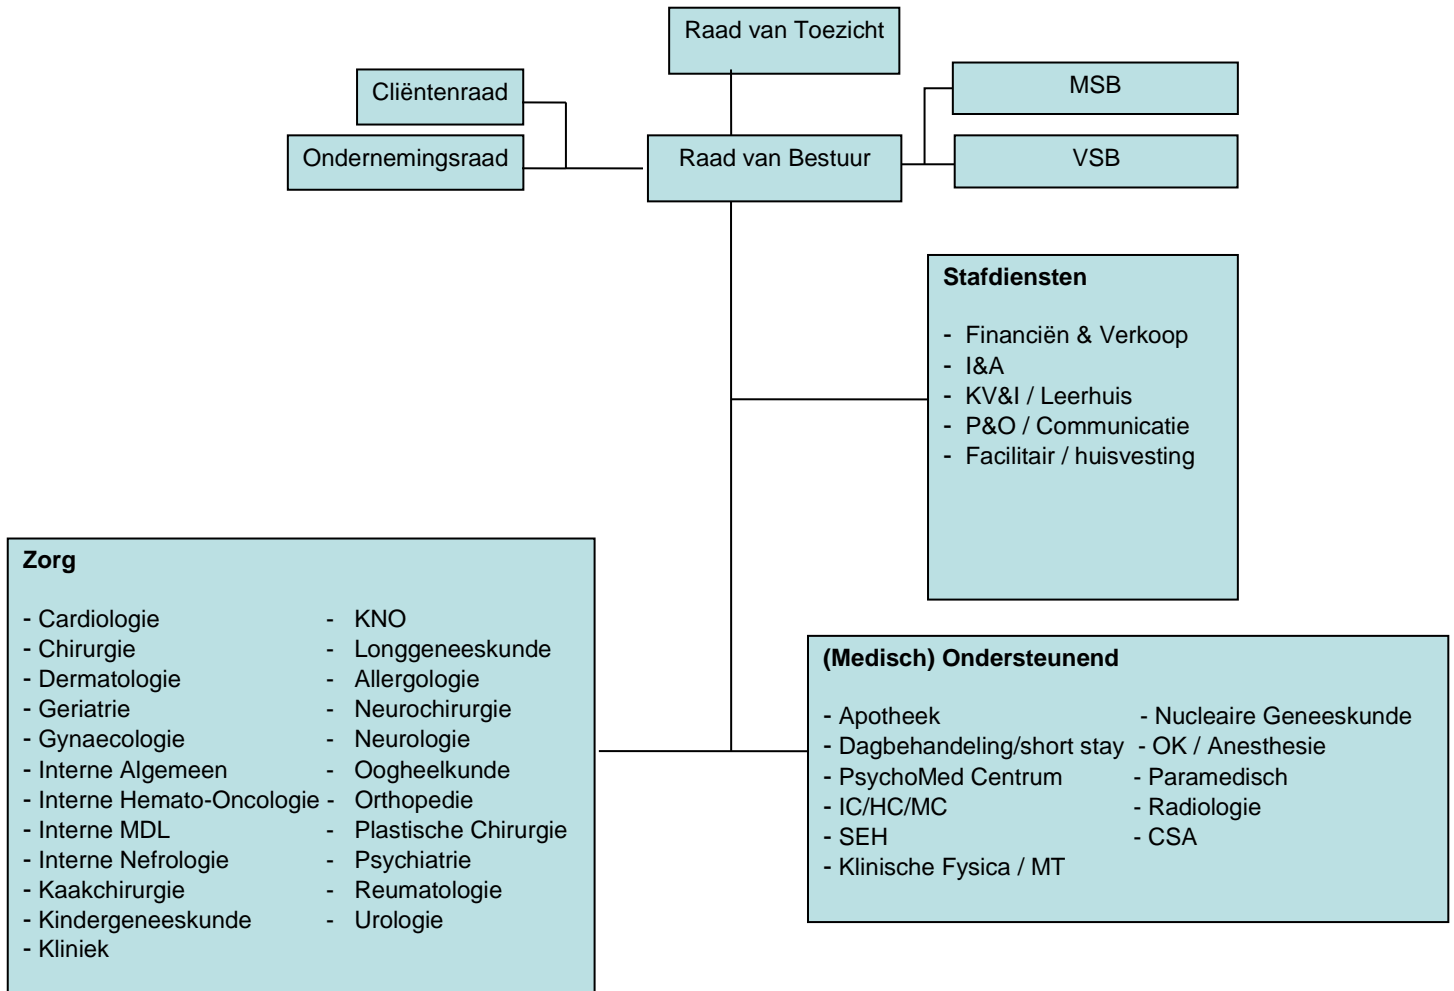 Raad van Toezicht
Cliëntenraad
MSB
Ondernemingsraad
Raad van Bestuur
VSB
Stafdiensten
- Financiën & Verkoop
- I&A
- KV&I / Leerhuis
- P&O / Communicatie
- Facilitair / huisvesting
Zorg
- Cardiologie
- Chirurgie
- Dermatologie
- Geriatrie
- Gynaecologie
- Interne Algemeen
- Interne Hemato-Oncologie
- Interne MDL
- Interne Nefrologie
- Kaakchirurgie
- Kindergeneeskunde
- Kliniek
- KNO
- Longgeneeskunde
- Allergologie
- Neurochirurgie
- Neurologie
- Oogheelkunde
- Orthopedie
- Plastische Chirurgie
- Psychiatrie
- Reumatologie
- Urologie
(Medisch) Ondersteunend
- Apotheek
- Dagbehandeling/short stay
- PsychoMed Centrum
- IC/HC/MC
- SEH
- Klinische Fysica / MT
- Nucleaire Geneeskunde
- OK / Anesthesie
- Paramedisch
- Radiologie
- CSA